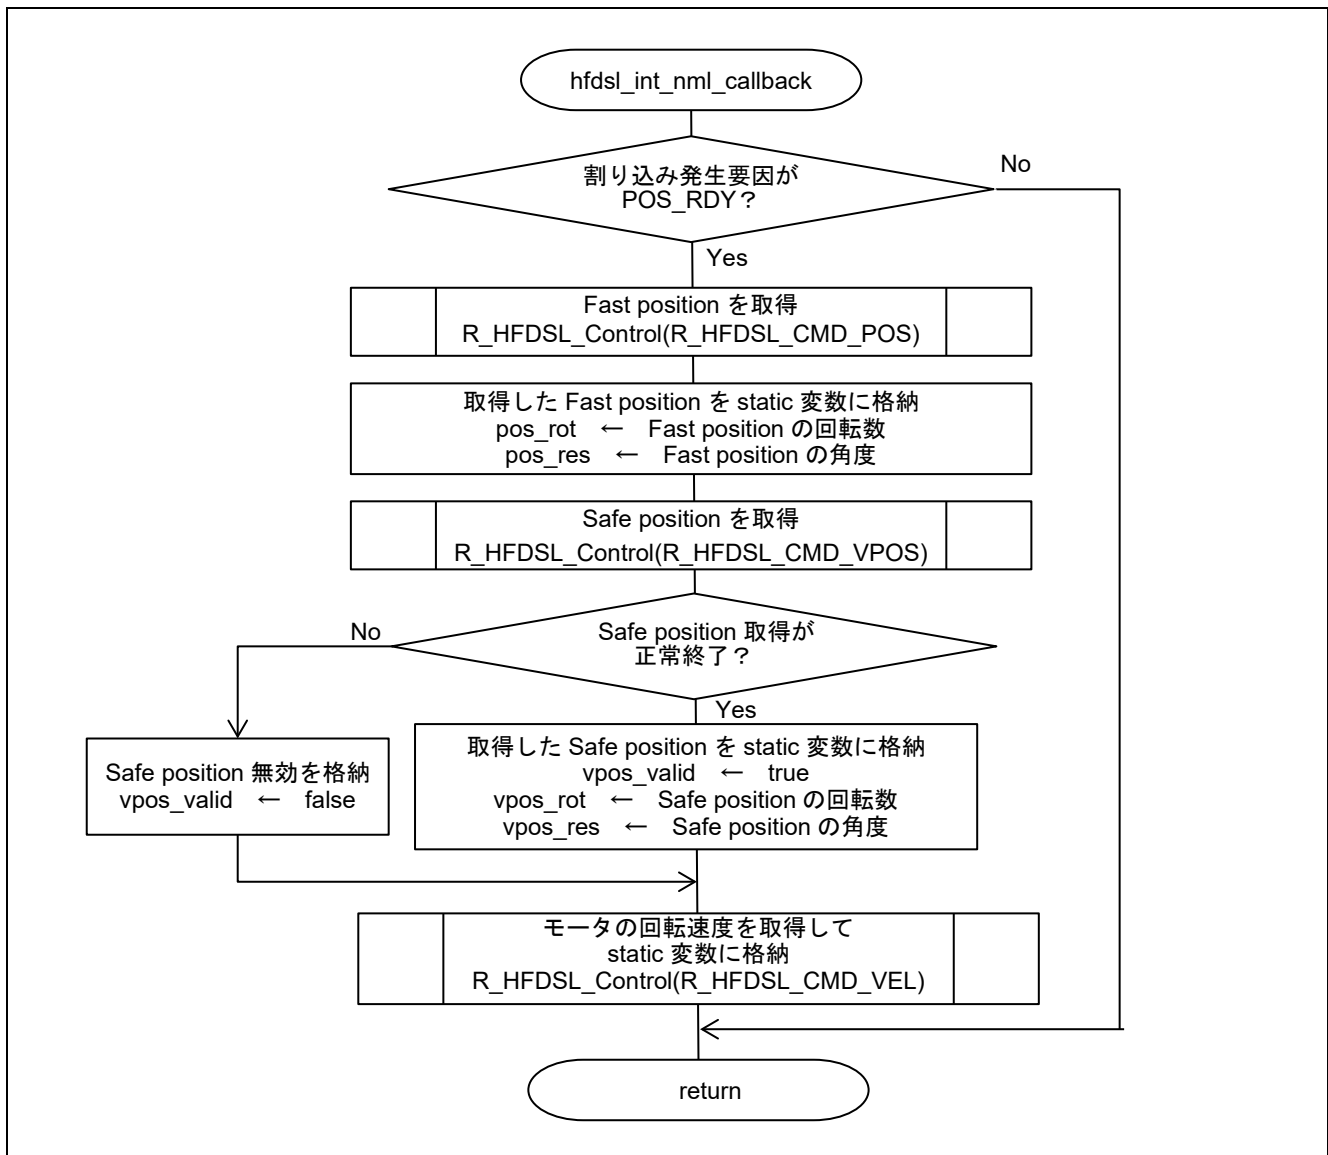 hfdsl_int_nml_callback
割り込み発生要因が
POS_RDY？
No
Yes
Fast position を取得
R_HFDSL_Control(R_HFDSL_CMD_POS)
取得した Fast position を static 変数に格納
pos_rot ← Fast position の回転数
pos_res ← Fast position の角度
Safe position を取得
R_HFDSL_Control(R_HFDSL_CMD_VPOS)
No
Safe position 取得が
正常終了？
Yes
Safe position 無効を格納
vpos_valid ← false
取得した Safe position を static 変数に格納
vpos_valid ← true
vpos_rot ← Safe position の回転数
vpos_res ← Safe position の角度
モータの回転速度を取得して
static 変数に格納
R_HFDSL_Control(R_HFDSL_CMD_VEL)
return